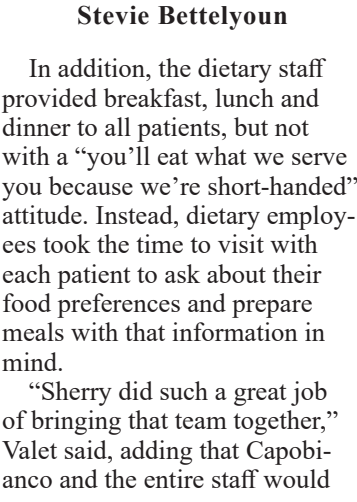 Stevie Bettelyoun
In addition, the dietary staff
provided breakfast, lunch and
dinner to all patients, but not
with a “you’ll eat what we serve
you because we’re short-handed”
attitude. Instead, dietary employ-
ees took the time to visit with
each patient to ask about their
food preferences and prepare
meals with that information in
mind.
“Sherry did such a great job
of bringing that team together,”
Valet said, adding that Capobi-
anco and the entire staff would